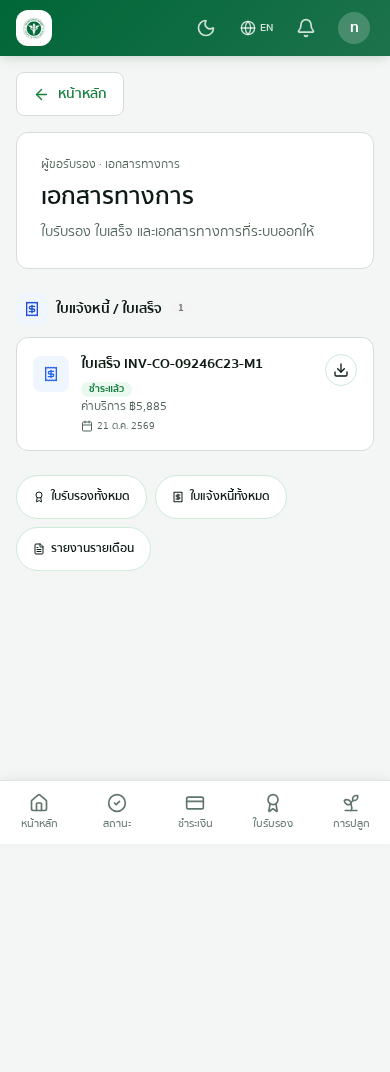 EN
ก
หน้าหลัก
ผู้ขอรับรอง · เอกสารทางการ
เอกสารทางการ
ใบรับรอง ใบเสร็จ และเอกสารทางการที่ระบบออกให้
ใบแจ้งหนี้ / ใบเสร็จ 1
ใบเสร็จ INV-CO-09246C23-M1
ชำระแล้ว
ค่าบริการ ฿5,885
21 ต.ค. 2569
ใบรับรองทั้งหมด
ใบแจ้งหนี้ทั้งหมด
รายงานรายเดือน
หน้าหลัก
สถานะ
ชำระเงิน
ใบรับรอง
การปลูก